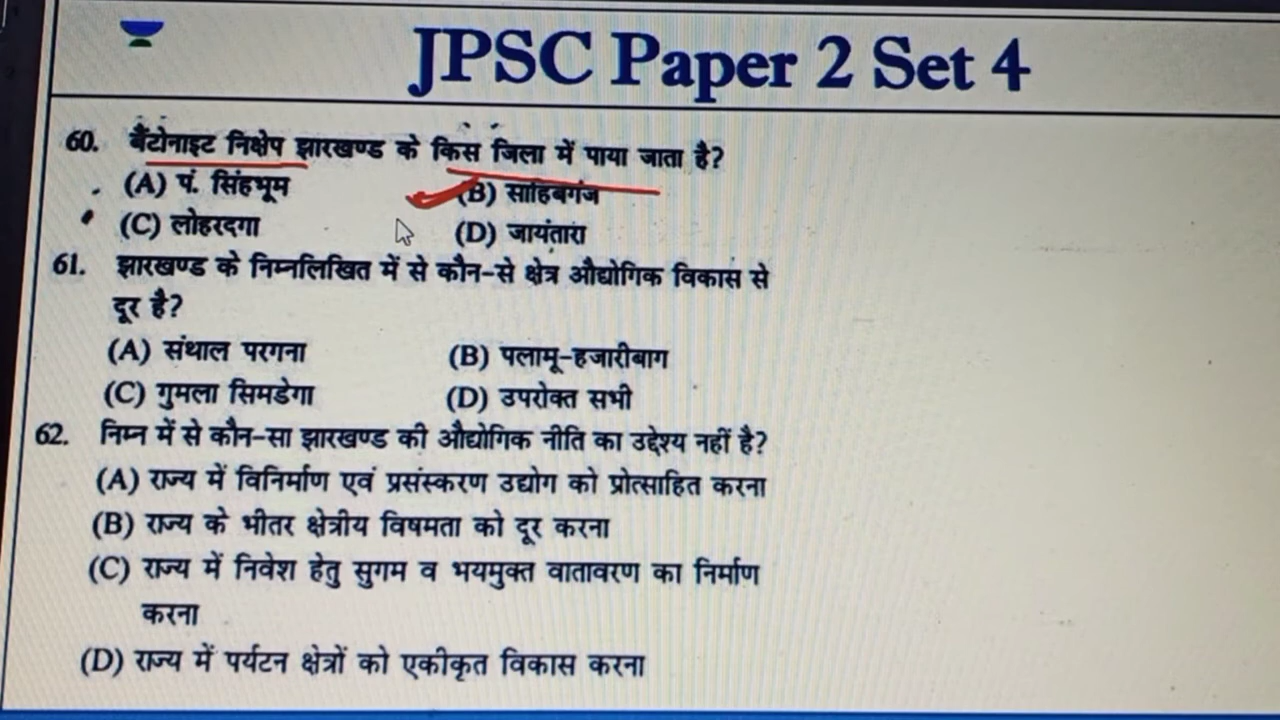 JPSC Paper 2 Set 4
60. बैंटोनाइट निक्षेप झारखण्ड के किस जिला में पाया जाता है?
(A) पं. सिंहभूम (B) साहिबगंज
(C) लोहरदगा (D) जायंतारा
61. झारखण्ड के निम्नलिखित में से कौन-से क्षेत्र औद्योगिक विकास से
दूर है?
(A) संथाल परगना (B) पलामू-हजारीबाग
(C) गुमला सिमडेगा (D) उपरोक्त सभी
62. निम्न में से कौन-सा झारखण्ड की औद्योगिक नीति का उद्देश्य नहीं है?
(A) राज्य में विनिर्माण एवं प्रसंस्करण उद्योग को प्रोत्साहित करना
(B) राज्य के भीतर क्षेत्रीय विषमता को दूर करना
(C) राज्य में निवेश हेतु सुगम व भयमुक्त वातावरण का निर्माण
करना
(D) राज्य में पर्यटन क्षेत्रों को एकीकृत विकास करना